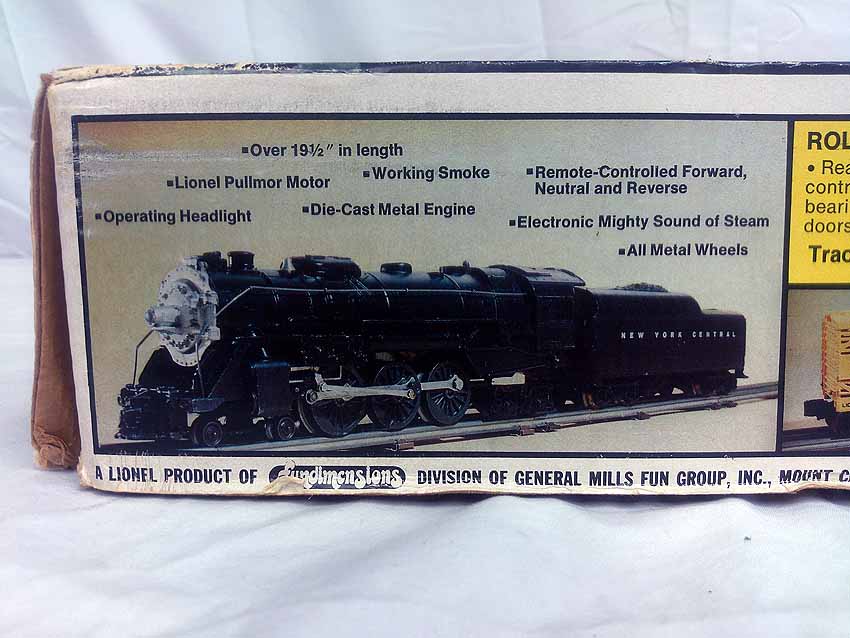 ▪Over 19½″ in length
▪Working Smoke
▪Remote-Controlled Forward,
Neutral and Reverse
▪Lionel Pullmor Motor
▪Operating Headlight
▪Die-Cast Metal Engine
▪Electronic Mighty Sound of Steam
▪All Metal Wheels
NEW YORK CENTRAL
A LIONEL PRODUCT OF Fundimensions DIVISION OF GENERAL MILLS FUN GROUP, INC., MOUNT
ROL
• Rea
contr
beari
doors
Trac